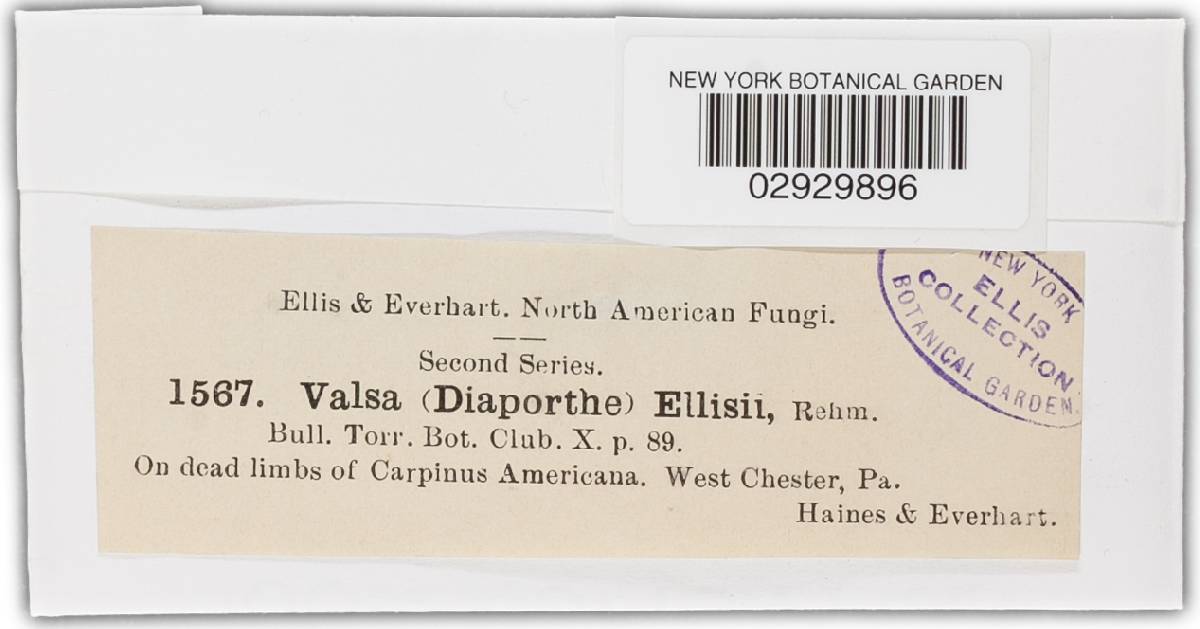 NEW YORK BOTANICAL GARDEN
02929896
NEW YORK
ELLIS
COLLECTION
BOTANICAL GARDEN.
Ellis & Everhart. North American Fungi.
Second Series.
1567. Valsa (Diaporthe) Ellisii, Rehm.
Bull. Torr. Bot. Club. X. p. 89.
On dead limbs of Carpinus Americana. West Chester, Pa.
Haines & Everhart.